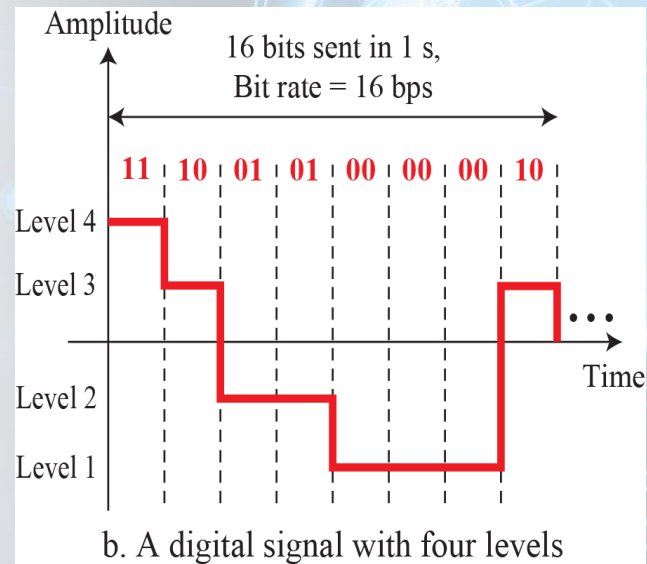 Amplitude
16 bits sent in 1 s,
Bit rate = 16 bps
11 10 01 01 00 00 00 10
Level 4
Level 3
...
Time
Level 2
Level 1
b. A digital signal with four levels